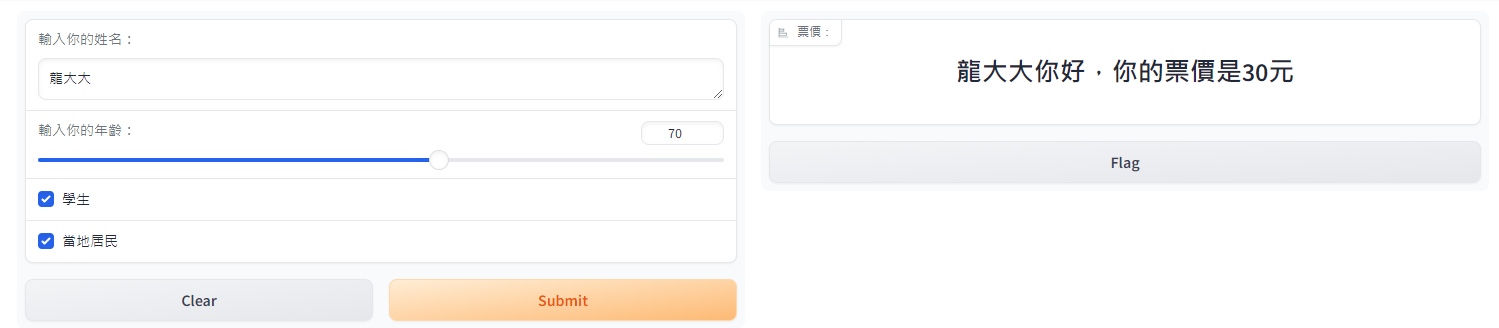 輸入你的姓名：
龍大大
輸入你的年齡：
70
學生
當地居民
Clear
Submit
票價：
龍大大你好，你的票價是30元
Flag